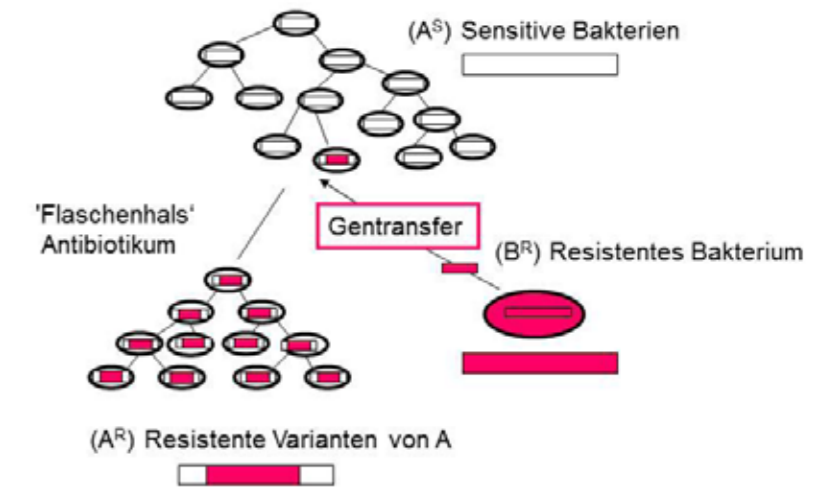 (Aˢ) Sensitive Bakterien
'Flaschenhals‘
Antibiotikum
Gentransfer
(Bᴿ) Resistentes Bakterium
(Aᴿ) Resistente Varianten von A